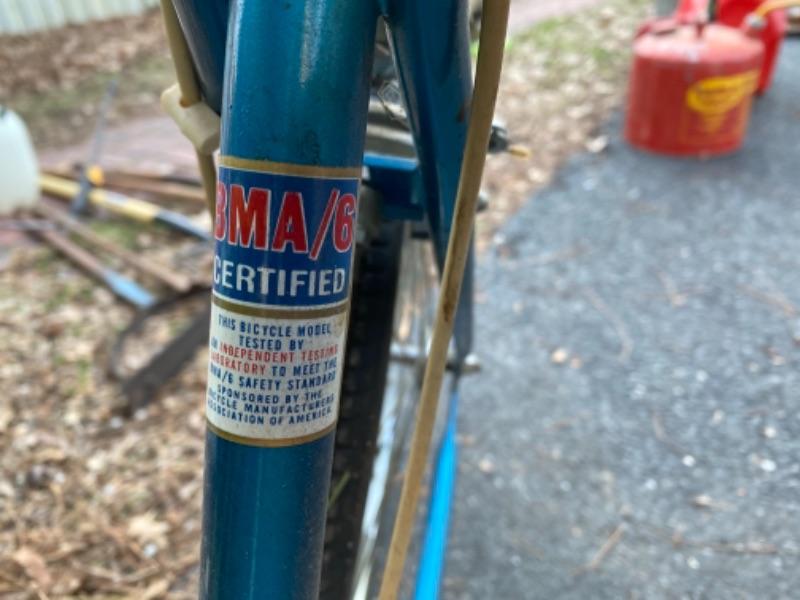 BMA/6
CERTIFIED
THIS BICYCLE MODEL
TESTED BY
AN INDEPENDENT TESTING
LABORATORY TO MEET THE
BMA/6 SAFETY STANDARD
SPONSORED BY THE
BICYCLE MANUFACTURERS
ASSOCIATION OF AMERICA.